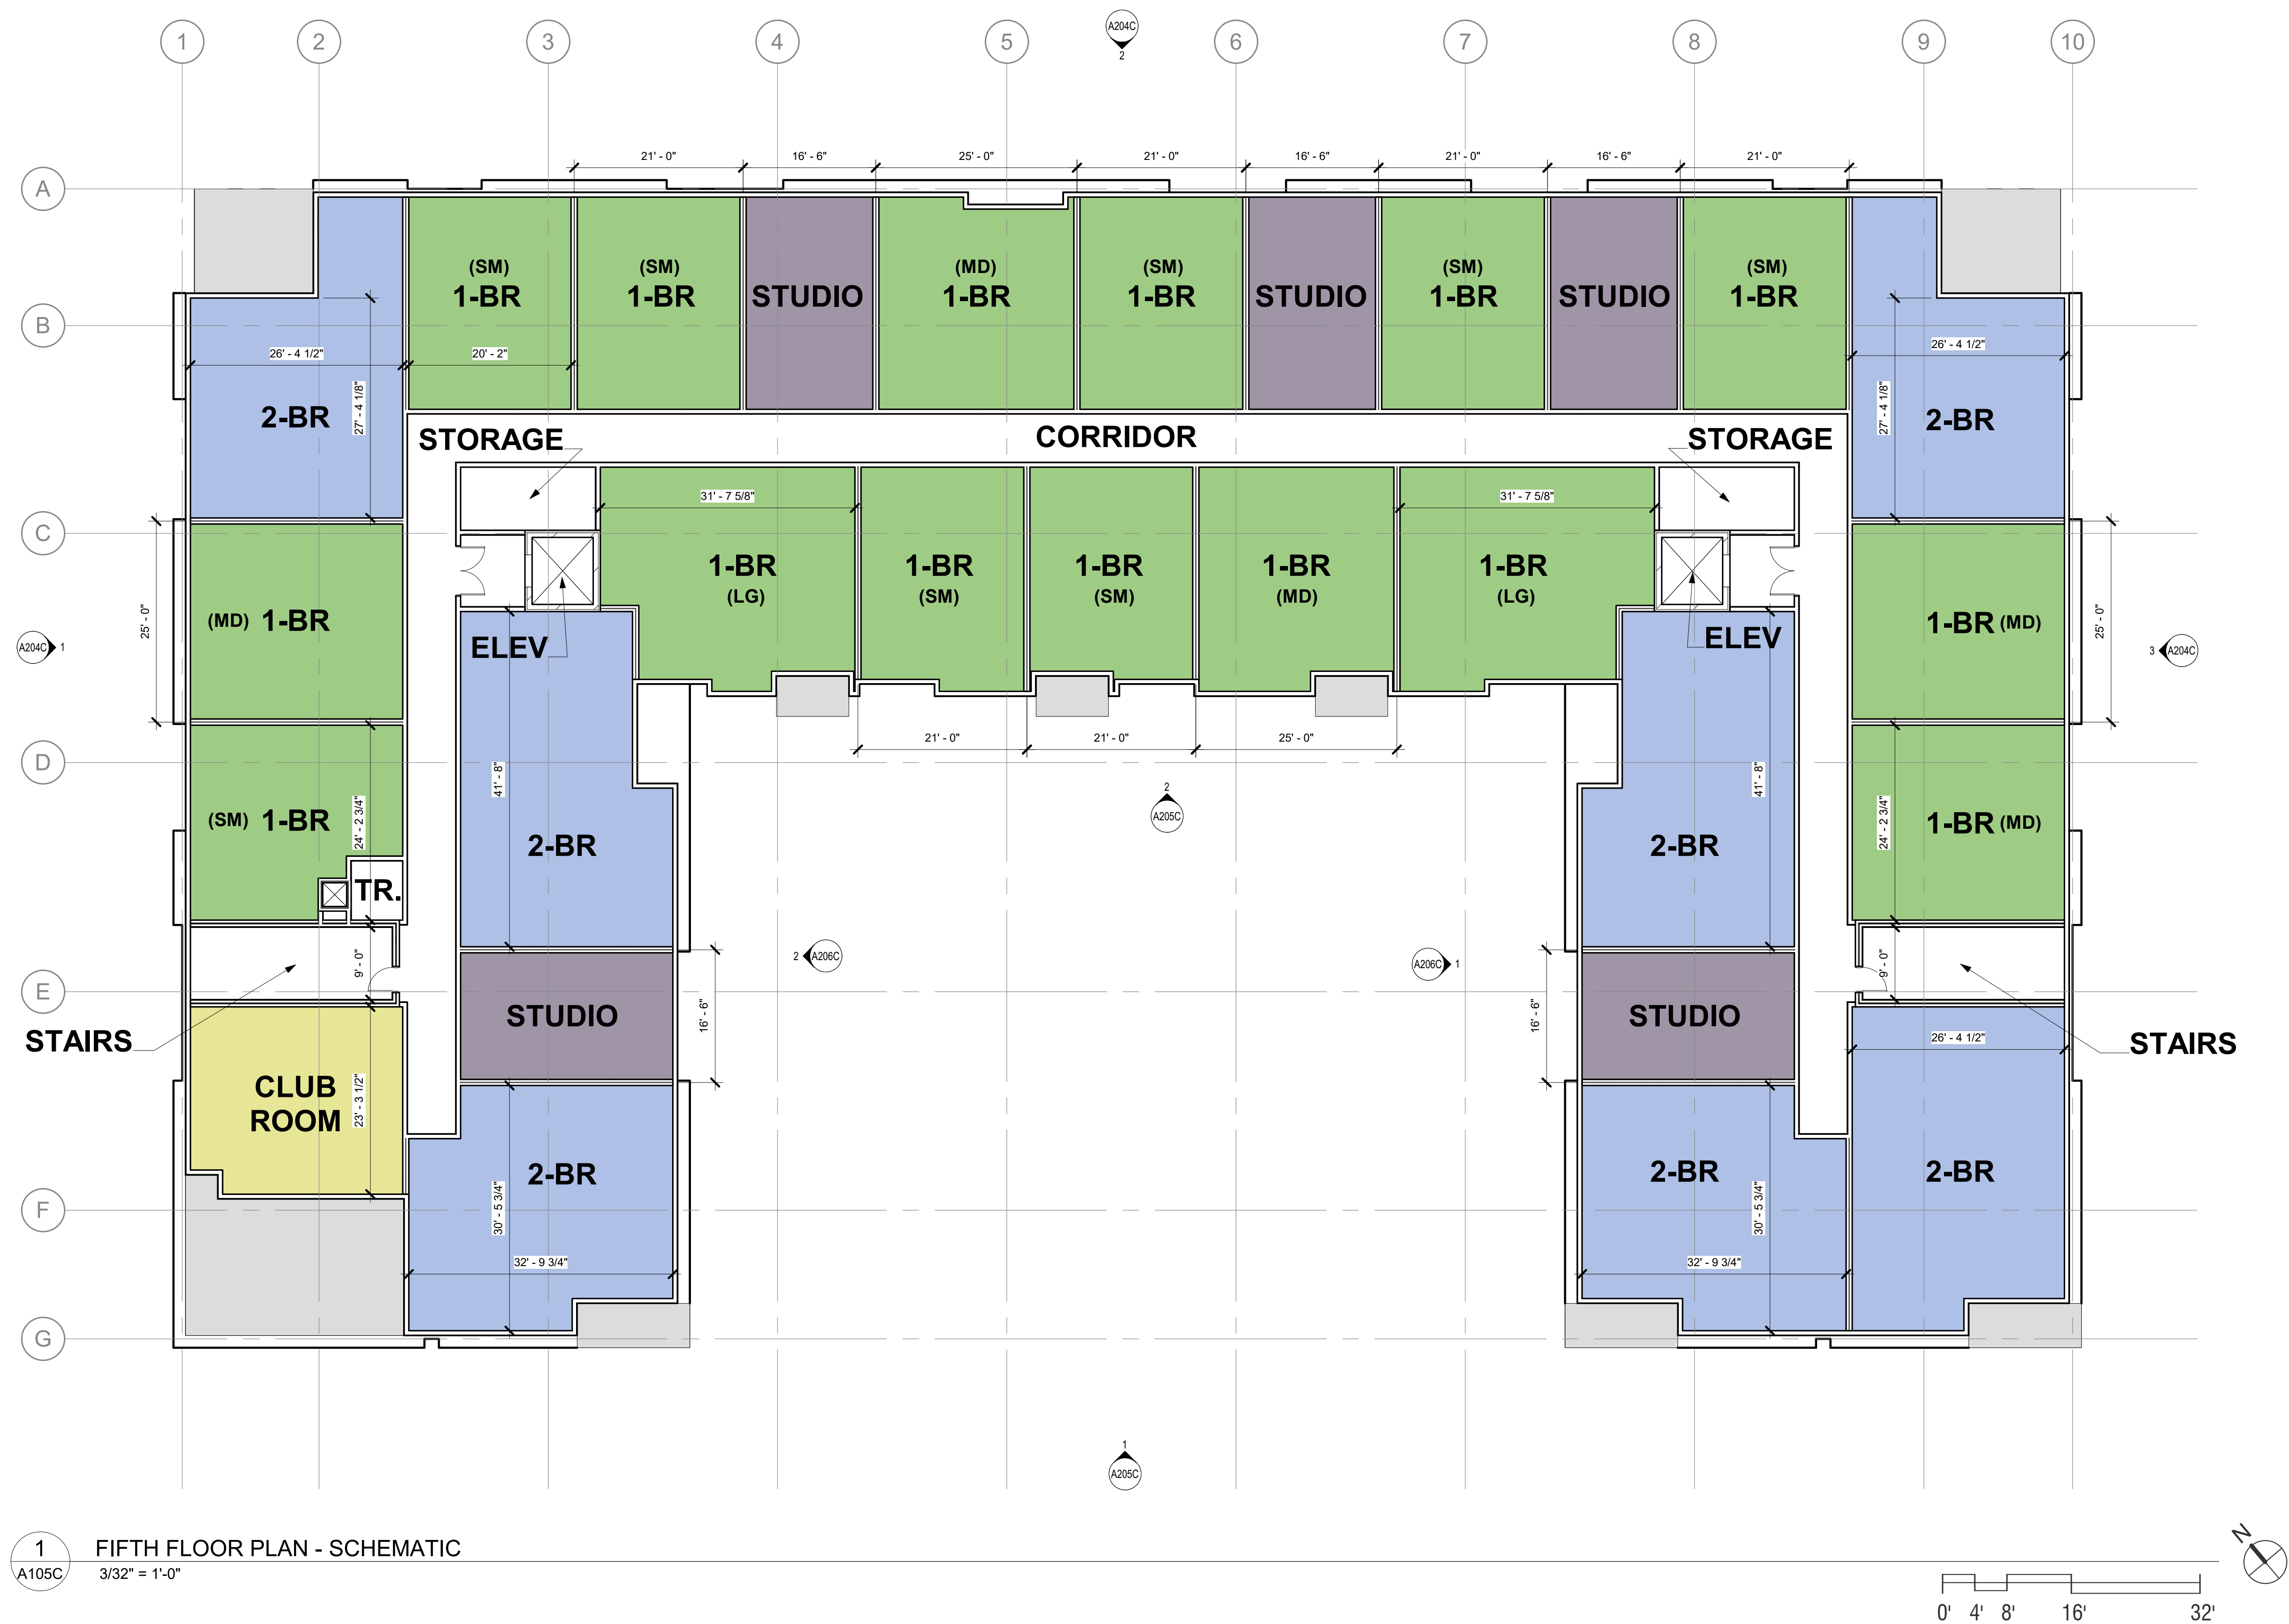 A204C
2
1 2 3 4 5 6 7 8 9 10
21' - 0" 16' - 6" 25' - 0" 21' - 0" 16' - 6" 21' - 0" 16' - 6" 21' - 0"
A
(SM) (SM) (MD) (SM) (SM) (SM)
1-BR 1-BR STUDIO 1-BR 1-BR STUDIO 1-BR STUDIO 1-BR
B
26' - 4 1/2" 20' - 2" 26' - 4 1/2"
27' - 4 1/8" 27' - 4 1/8"
2-BR 2-BR
STORAGE CORRIDOR STORAGE
31' - 7 5/8" 31' - 7 5/8"
C
1-BR 1-BR 1-BR 1-BR 1-BR
(LG) (SM) (SM) (MD) (LG)
25' - 0" 25' - 0"
(MD) 1-BR 1-BR (MD)
A204C 1 ELEV ELEV 3 A204C
21' - 0" 21' - 0" 25' - 0"
D
41' - 8" 41' - 8"
2
A205C
(SM) 1-BR 24' - 2 3/4" 24' - 2 3/4" 1-BR (MD)
2-BR 2-BR
TR.
9' - 0" 2 A206C A206C 1 9' - 0"
E
STUDIO 16' - 6" 16' - 6" STUDIO
STAIRS 26' - 4 1/2" STAIRS
CLUB
ROOM
23' - 3 1/2"
2-BR 2-BR 2-BR
30' - 5 3/4" 30' - 5 3/4"
F
32' - 9 3/4" 32' - 9 3/4"
G
1
A205C
1
A105C
FIFTH FLOOR PLAN - SCHEMATIC
3/32" = 1'-0"
N
0' 4' 8' 16' 32'